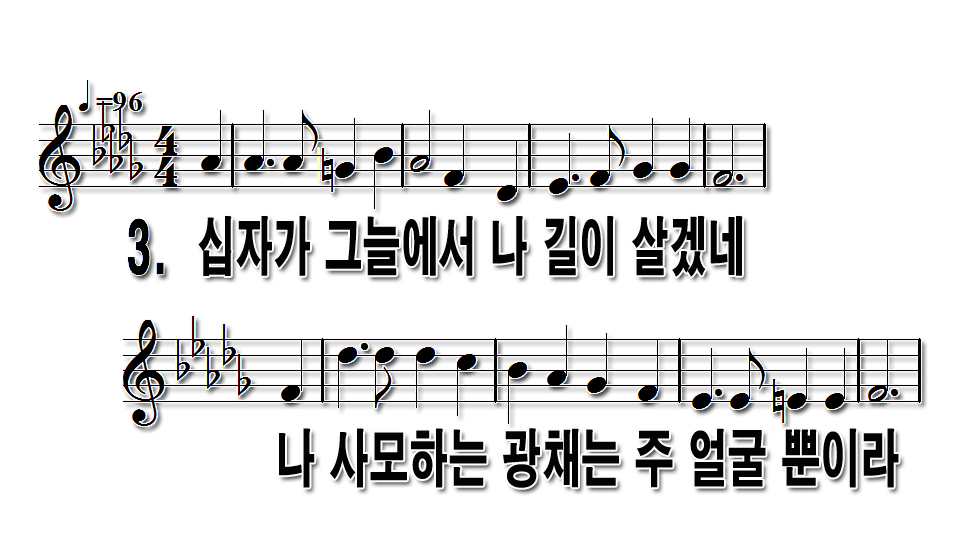 ♩=96
3. 십자가 그늘에서 나 길이 살겠네
나 사모하는 광채는 주 얼굴 뿐이라